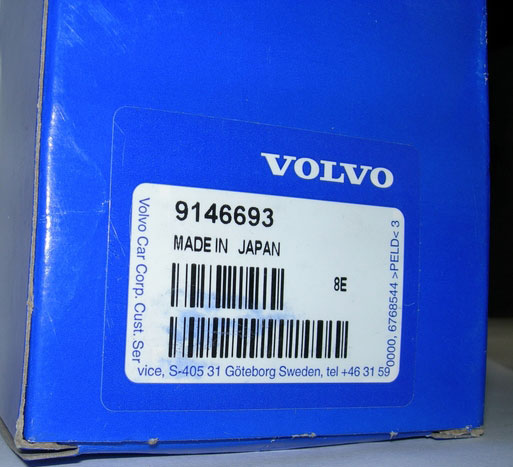 VOLVO
9146693
MADE IN JAPAN
8E
Volvo Car Corp. Cust. Ser
vice, S-405 31 Göteborg Sweden, tel +46 31 59
0000, 6768544 >PELD< 3